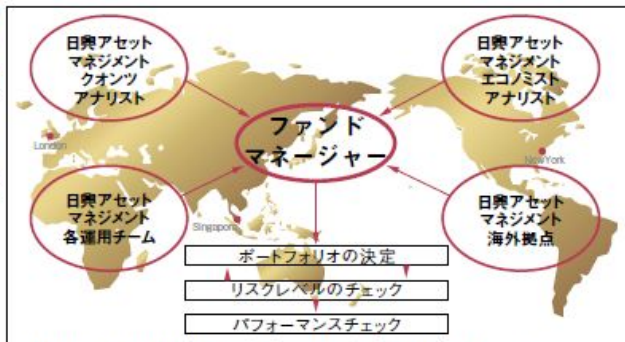 日興アセット
マネジメント
クオンツ
アナリスト
日興アセット
マネジメント
エコノミスト
アナリスト
ファンド
マネージャー
London
NewYork
日興アセット
マネジメント
各運用チーム
Singapore
日興アセット
マネジメント
海外拠点
ポートフォリオの決定
リスクレベルのチェック
パフォーマンスチェック